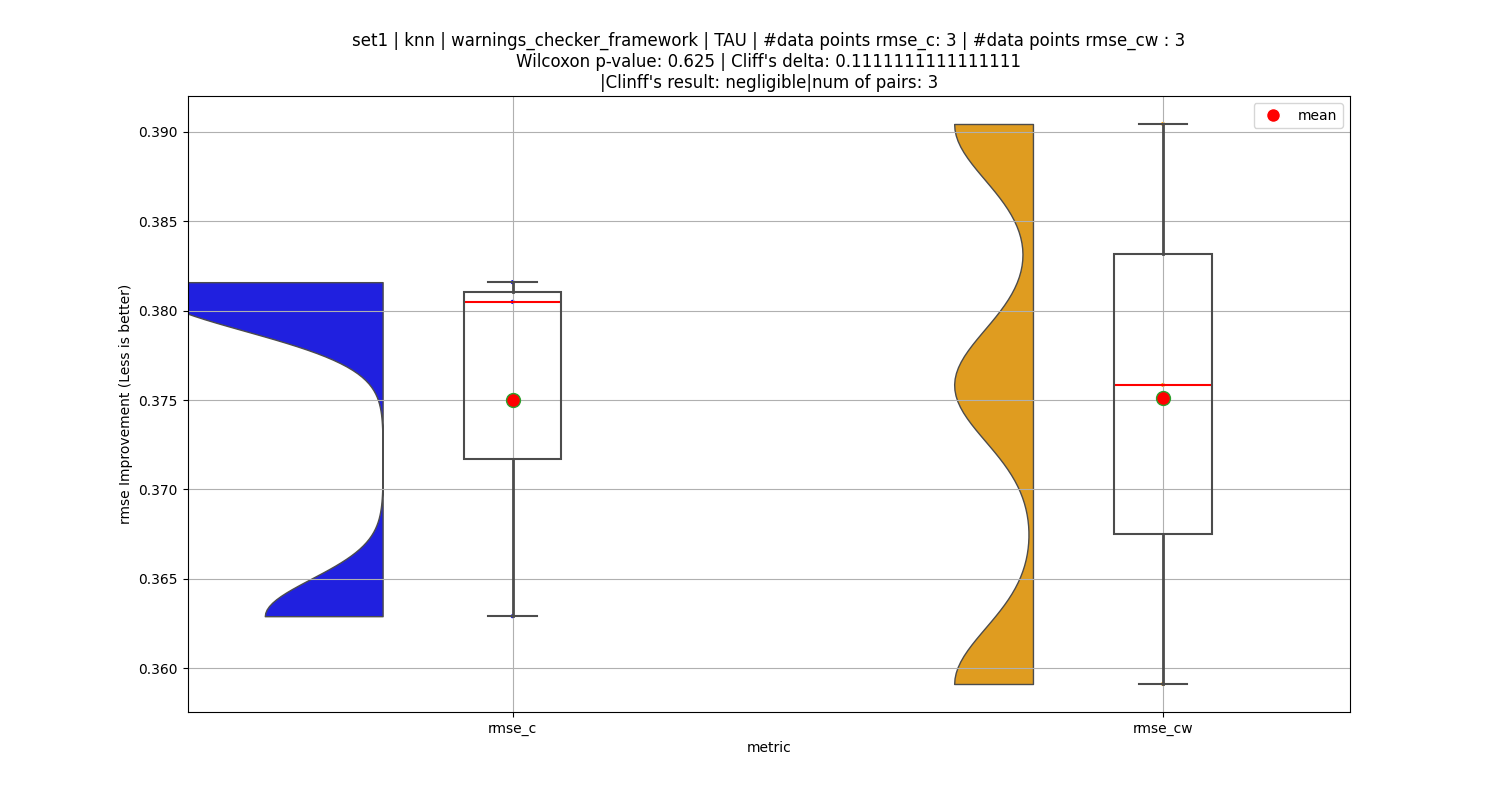 set1 | knn | warnings_checker_framework | TAU | #data points rmse_c: 3 | #data points rmse_cw : 3
Wilcoxon p-value: 0.625 | Cliff's delta: 0.1111111111111111
|Clinff's result: negligible|num of pairs: 3
mean
0.390
0.385
0.380
0.375
0.370
0.365
0.360
rmse Improvement (Less is better)
rmse_c
rmse_cw
metric